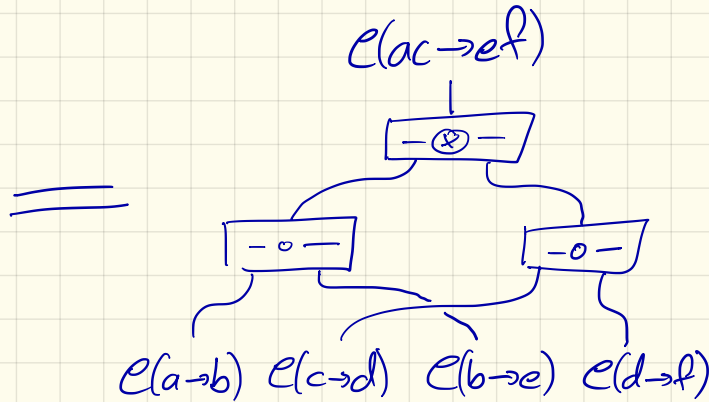 e(ac→ef)
— ⊗ —
=
— o — — o —
e(a→b) e(c→d) e(b→e) e(d→f)